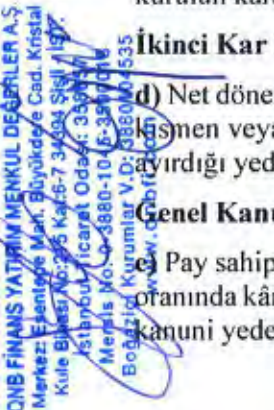 QNB FİNANS YATIRIM MENKUL DEĞERLER A.Ş.
Merkez: Esentepe Mah. Büyükdere Cad. Kristal
Kule Binası No:215 Kat:6-7 34394 Şişli / İST.
İstanbul Ticaret Odası:
Mersis No:
Boğaziçi Kurumlar V.D.:
İkinci Kar
d) Net döne
kısmen veya
ayırdığı yed
Genel Kanu
e) Pay sahip
oranında kâr
kanuni yede